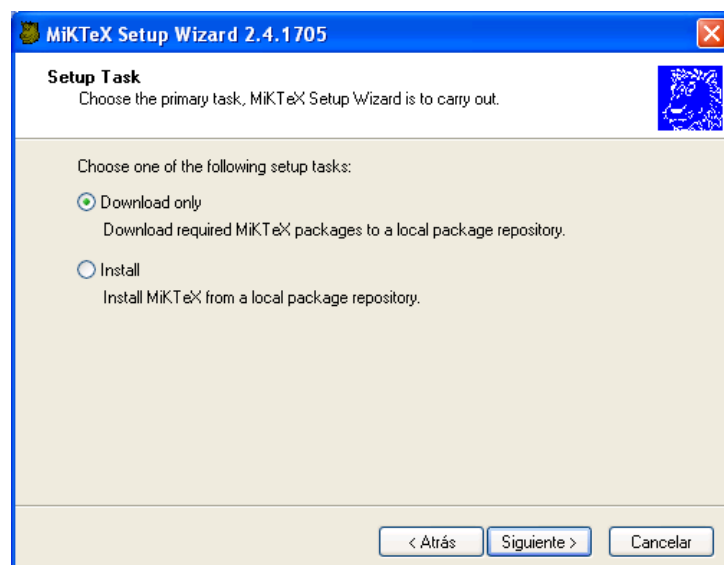 MiKTeX Setup Wizard 2.4.1705
Setup Task
Choose the primary task, MiKTeX Setup Wizard is to carry out.
Choose one of the following setup tasks:
Download only
Download required MiKTeX packages to a local package repository.
Install
Install MiKTeX from a local package repository.
< Atrás Siguiente > Cancelar